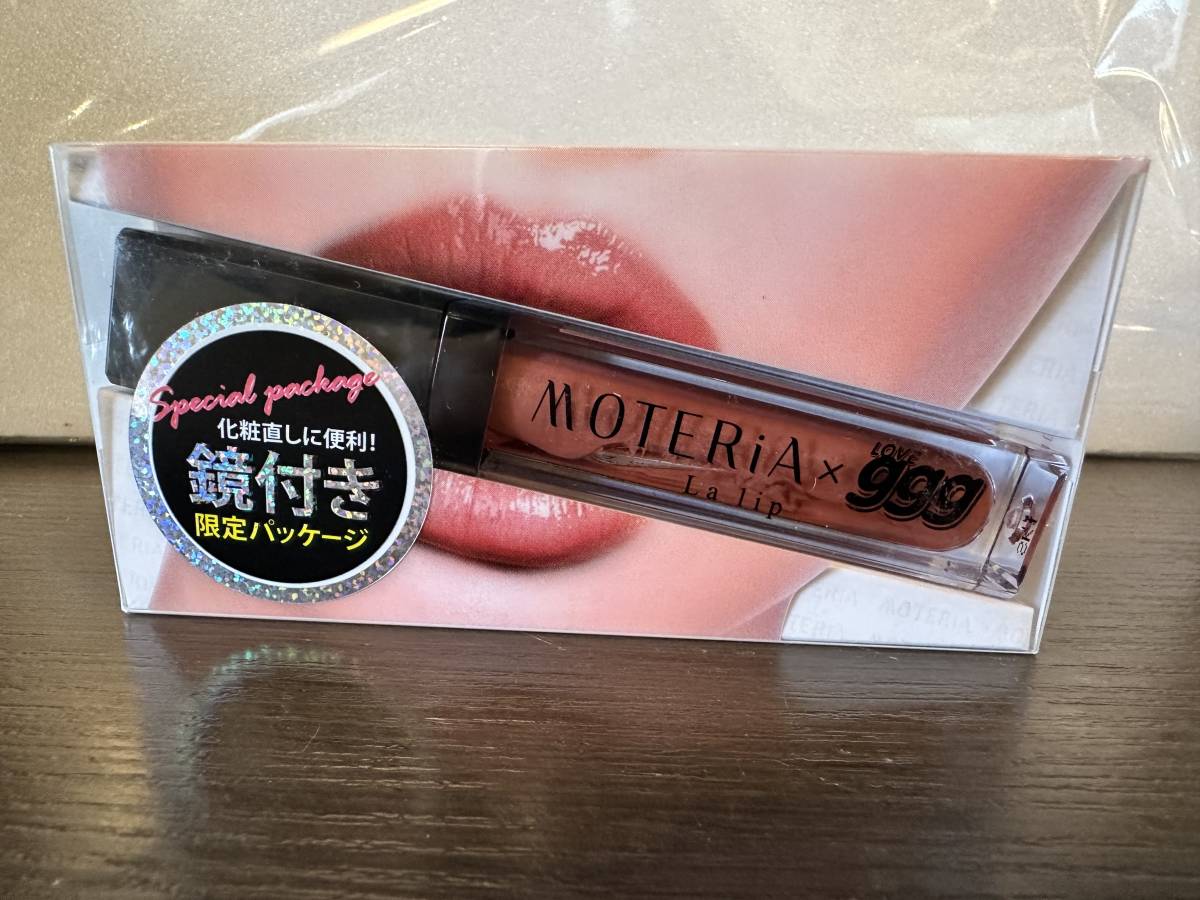 Special package
化粧直しに便利!
鏡付き
限定パッケージ
MOTERiA×
LOVE
ggg
La lip
MOTERiA